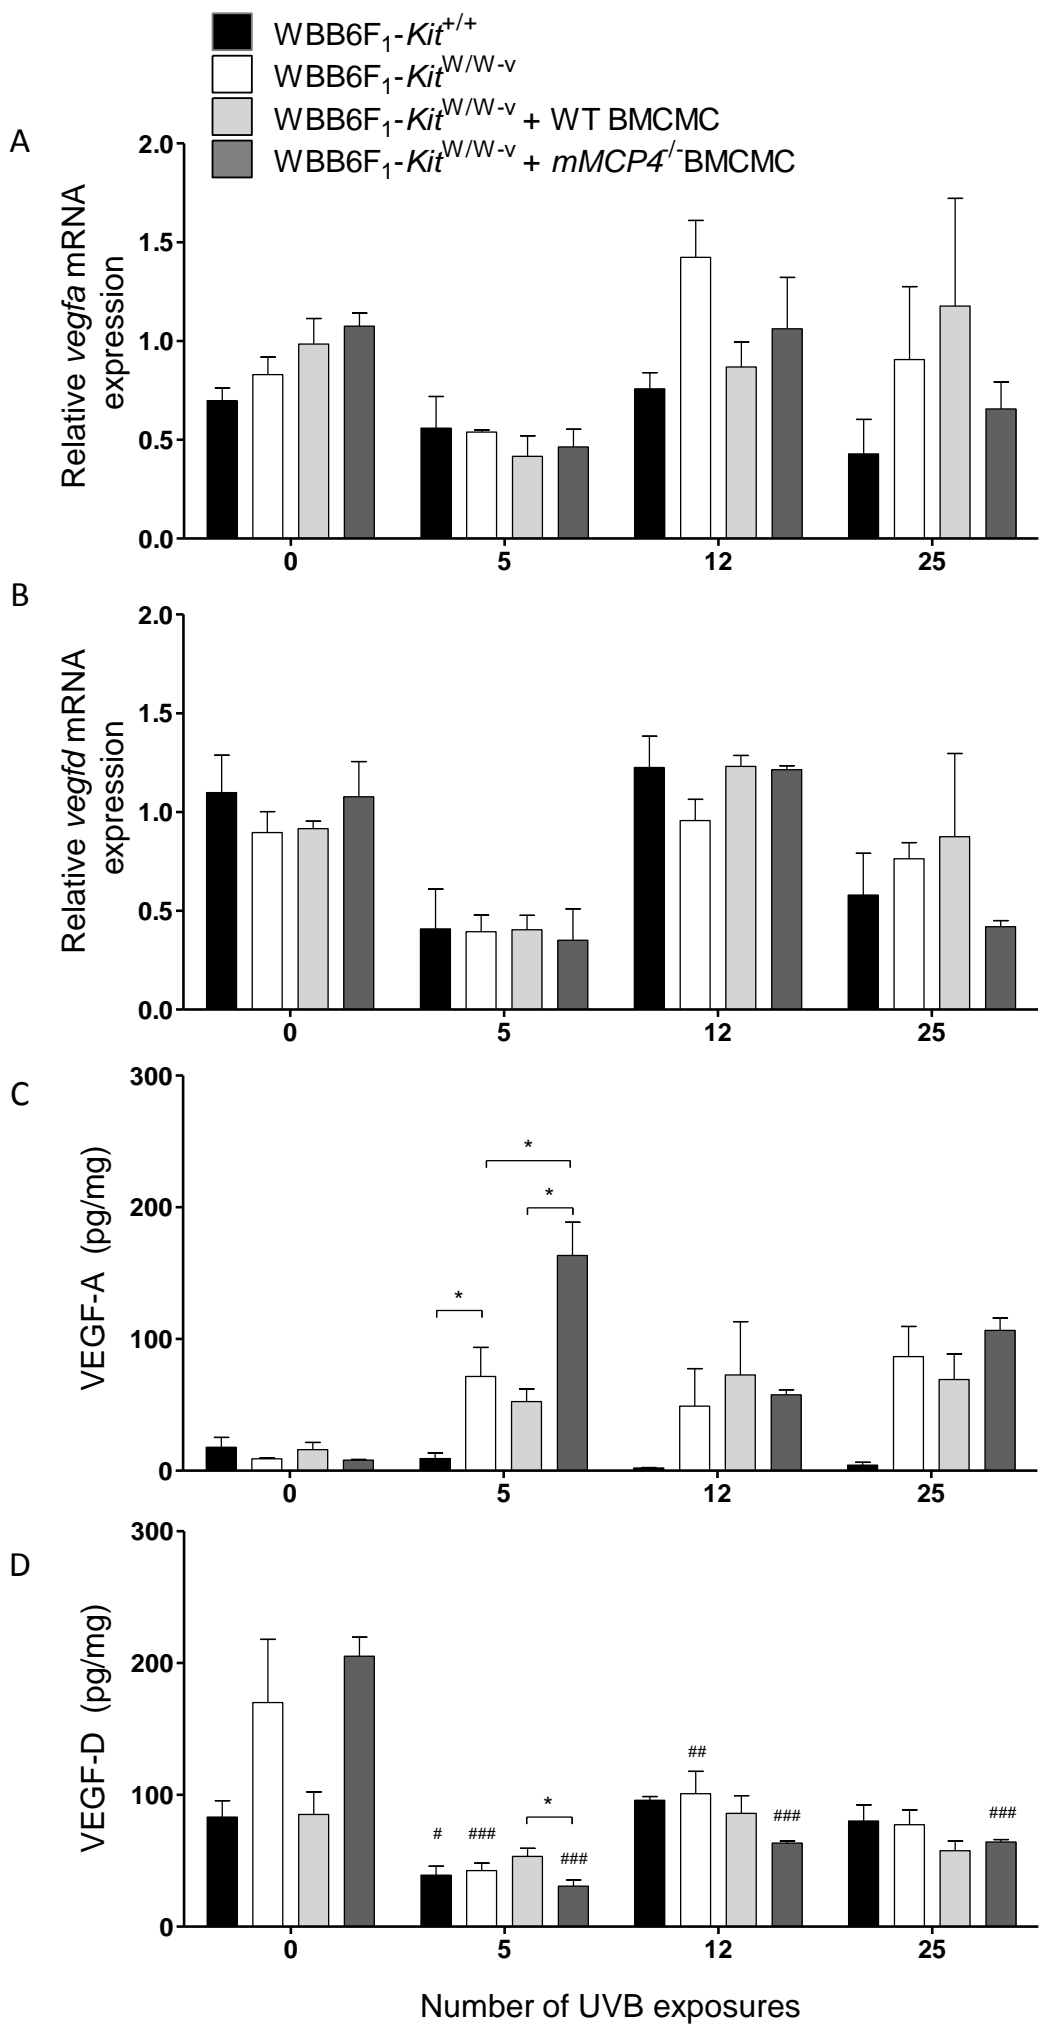 WBB6F1-Kit+/+
WBB6F1-KitW/W-v
WBB6F1-KitW/W-v + WT BMCMC
WBB6F1-KitW/W-v + mMCP4-/-BMCMC
A
Relative vegfa mRNA
expression
2.0
1.5
1.0
0.5
0.0
0 5 12 25
B
Relative vegfd mRNA
expression
2.0
1.5
1.0
0.5
0.0
0 5 12 25
C
VEGF-A (pg/mg)
300
200
100
0
*
*
*
0 5 12 25
D
VEGF-D (pg/mg)
300
200
100
0
# ### * ###
## ###
###
0 5 12 25
Number of UVB exposures